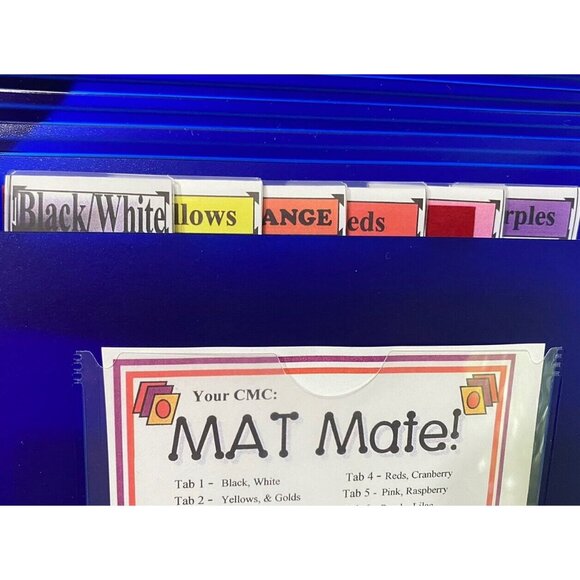 Black/White
llows
ANGE
eds
rples
Your CMC:
MAT Mate!
Tab 1 - Black, White
Tab 4 - Reds, Cranberry
Tab 2 - Yellows, & Golds
Tab 5 - Pink, Raspberry